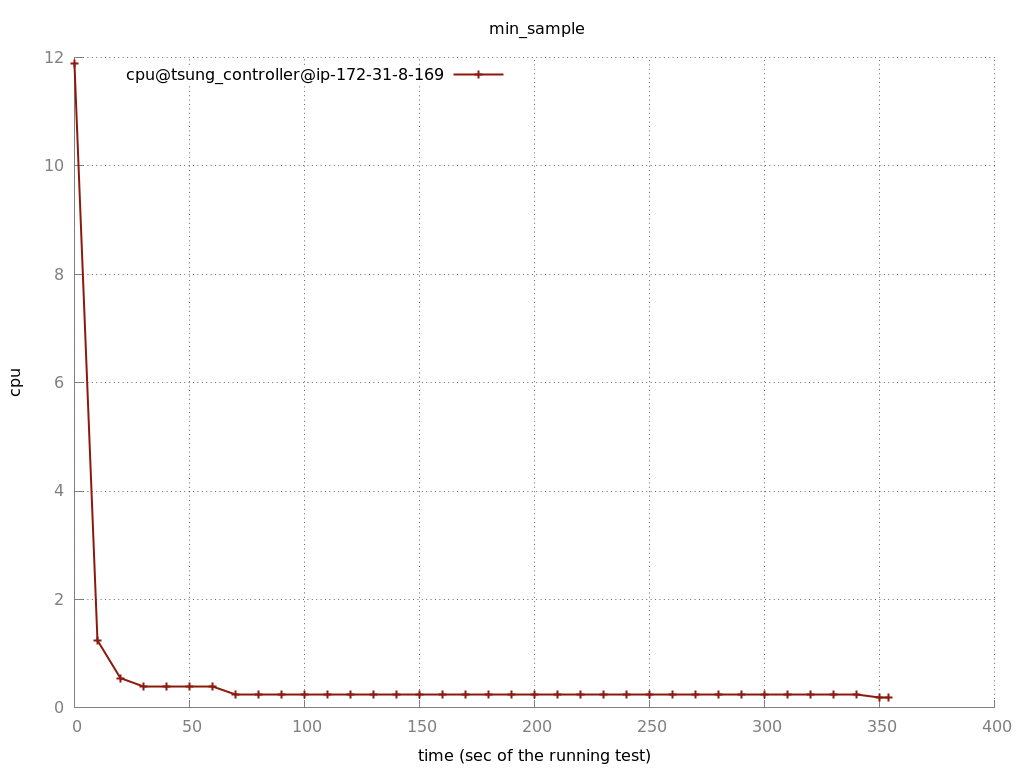 min_sample
cpu@tsung_controller@ip-172-31-8-169
12
10
8
6
4
2
0
cpu
0 50 100 150 200 250 300 350 400
time (sec of the running test)